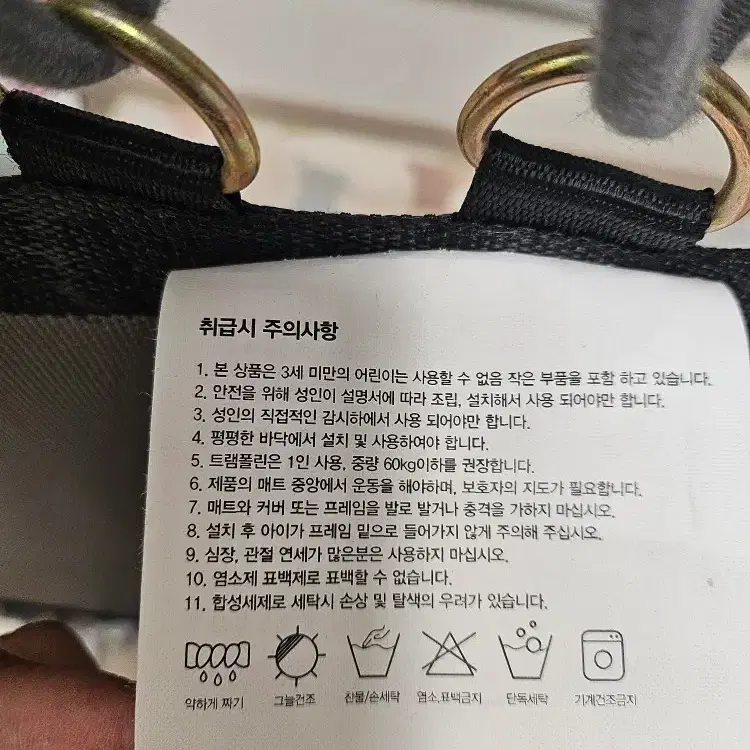 취급시 주의사항
1. 본 상품은 3세 미만의 어린이는 사용할 수 없음 작은 부품을 포함 하고 있습니다.
2. 안전을 위해 성인이 설명서에 따라 조립, 설치해서 사용 되어야만 합니다.
3. 성인의 직접적인 감시하에서 사용 되어야만 합니다.
4. 평평한 바닥에서 설치 및 사용하여야 합니다.
5. 트램폴린은 1인 사용, 중량 60kg이하를 권장합니다.
6. 제품의 매트 중앙에서 운동을 해야하며, 보호자의 지도가 필요합니다.
7. 매트와 커버 또는 프레임을 발로 발거나 충격을 가하지 마십시오.
8. 설치 후 아이가 프레임 밑으로 들어가지 않게 주의해 주십시오.
9. 심장, 관절 연세가 많은분은 사용하지 마십시오.
10. 염소제 표백제로 표백할 수 없습니다.
11. 합성세제로 세탁시 손상 및 탈색의 우려가 있습니다.
약하게 짜기 그늘건조 찬물/손세탁 염소,표백금지 단독세탁 기계건조금지